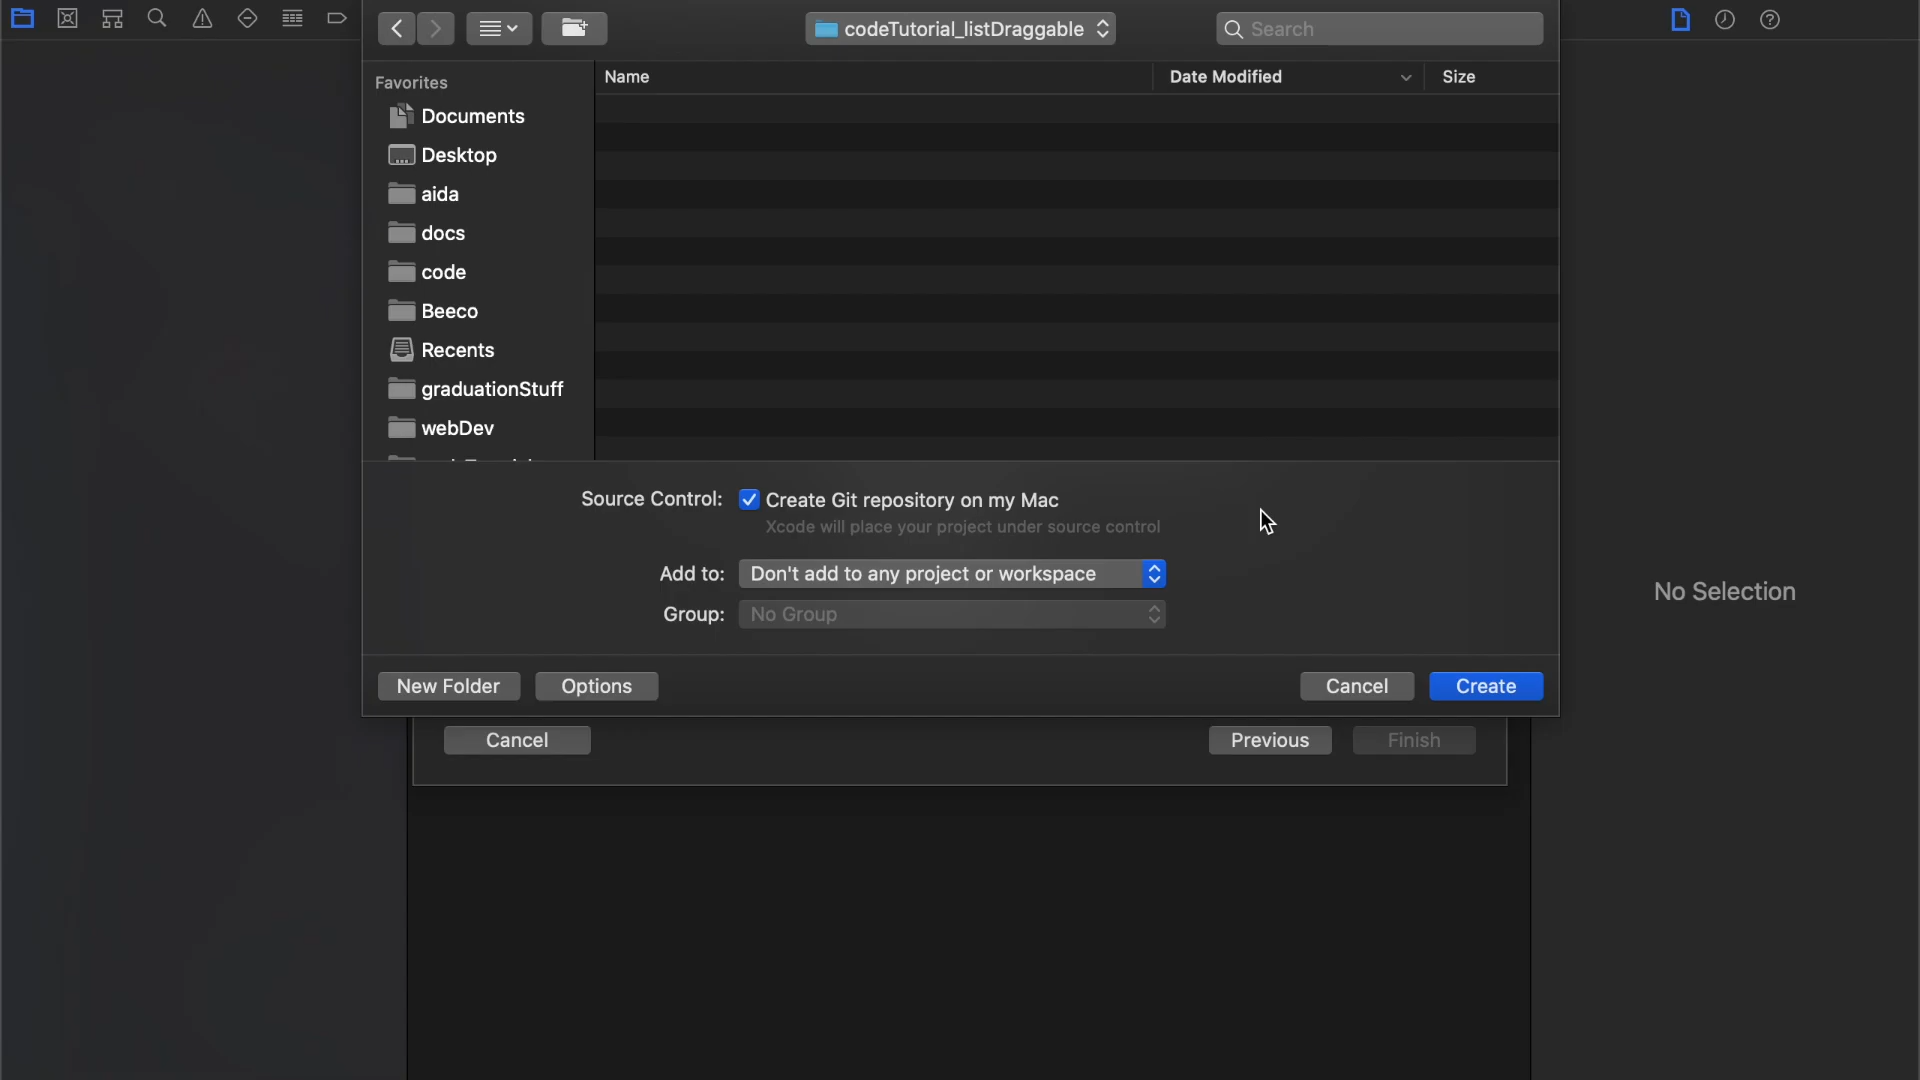 codeTutorial_listDraggable
Search
Favorites
Name
Date Modified
Size
Documents
Desktop
aida
docs
code
Beeco
Recents
graduationStuff
webDev
Source Control:
Create Git repository on my Mac
Xcode will place your project under source control
Add to:
Don't add to any project or workspace
Group:
No Group
No Selection
New Folder
Options
Cancel
Create
Cancel
Previous
Finish